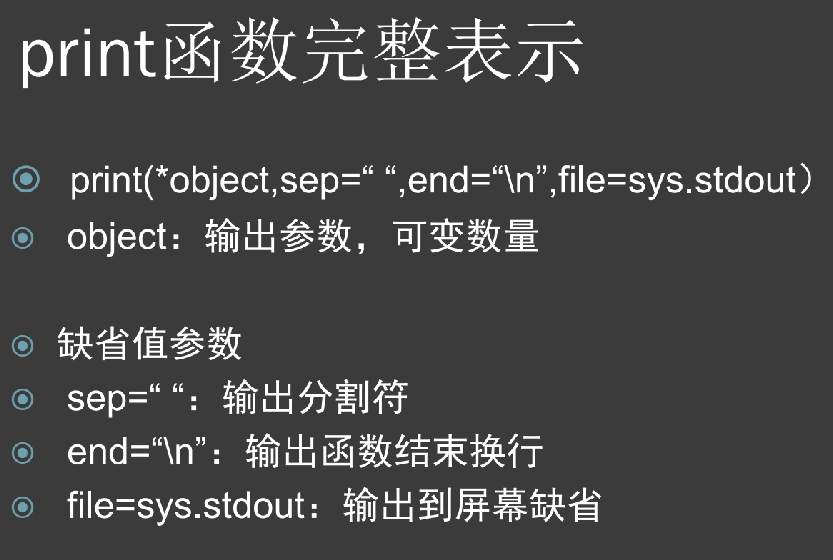 print函数完整表示
print(*object,sep=“ “,end=“\n”,file=sys.stdout）
object：输出参数，可变数量
缺省值参数
sep=“ “：输出分割符
end=“\n”：输出函数结束换行
file=sys.stdout：输出到屏幕缺省